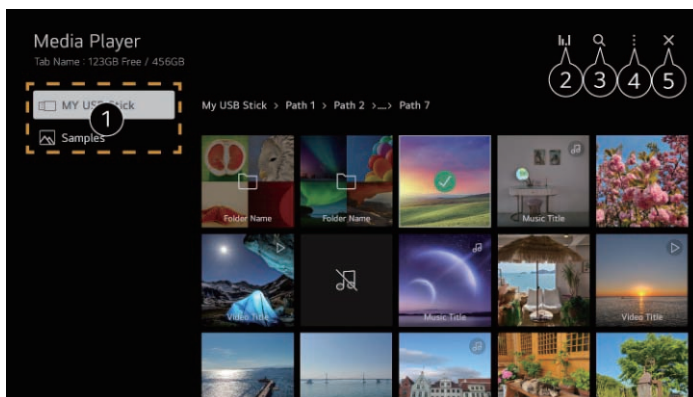 Media Player
Tab Name : 123GB Free / 456GB
2
3
4
5
MY USB Stick
1
Samples
My USB Stick > Path 1 > Path 2 >...> Path 7
Folder Name
Folder Name
Music Title
Video Title
Music Title
Video Title